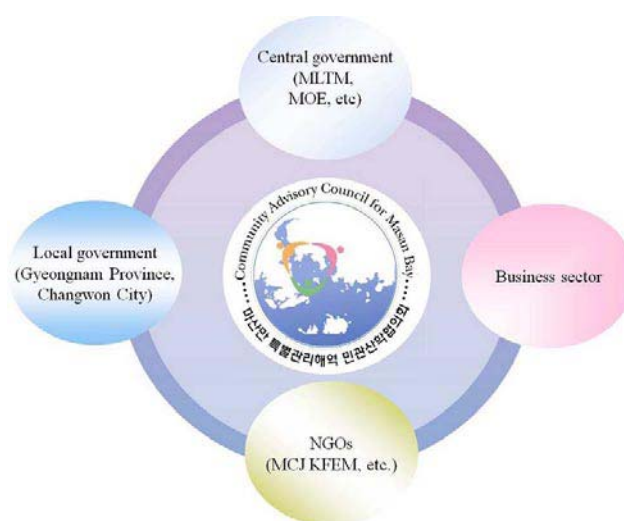 Central government
(MLTM,
MOE, etc)
Community Advisory Council for Masan Bay
Local government
(Gyeongnam Province,
Changwon City)
Business sector
마산만 특별관리해역 민관산학협의회
NGOs
(MCJ KFEM, etc.)